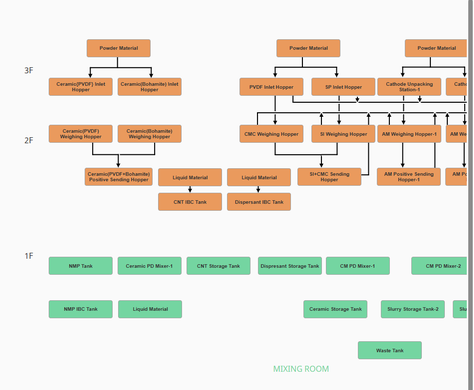 Powder Material
Powder Material
Powder Material
3F
Ceramic(PVDF) Inlet
Hopper
Ceramic(Bohamite) Inlet
Hopper
PVDF Inlet Hopper
SP Inlet Hopper
Cathode Unpacking
Station-1
2F
Ceramic(PVDF)
Weighing Hopper
Ceramic(Bohamite)
Weighing Hopper
CMC Weighing Hopper
SI Weighing Hopper
AM Weighing Hopper-1
Ceramic(PVDF+Bohamite)
Positive Sending Hopper
Liquid Material
Liquid Material
SI+CMC Sending
Hopper
AM Positive Sending
Hopper-1
CNT IBC Tank
Dispersant IBC Tank
1F
NMP Tank
Ceramic PD Mixer-1
CNT Storage Tank
Dispresant Storage Tank
CM PD Mixer-1
CM PD Mixer-2
NMP IBC Tank
Liquid Material
Ceramic Storage Tank
Slurry Storage Tank-2
Waste Tank
MIXING ROOM